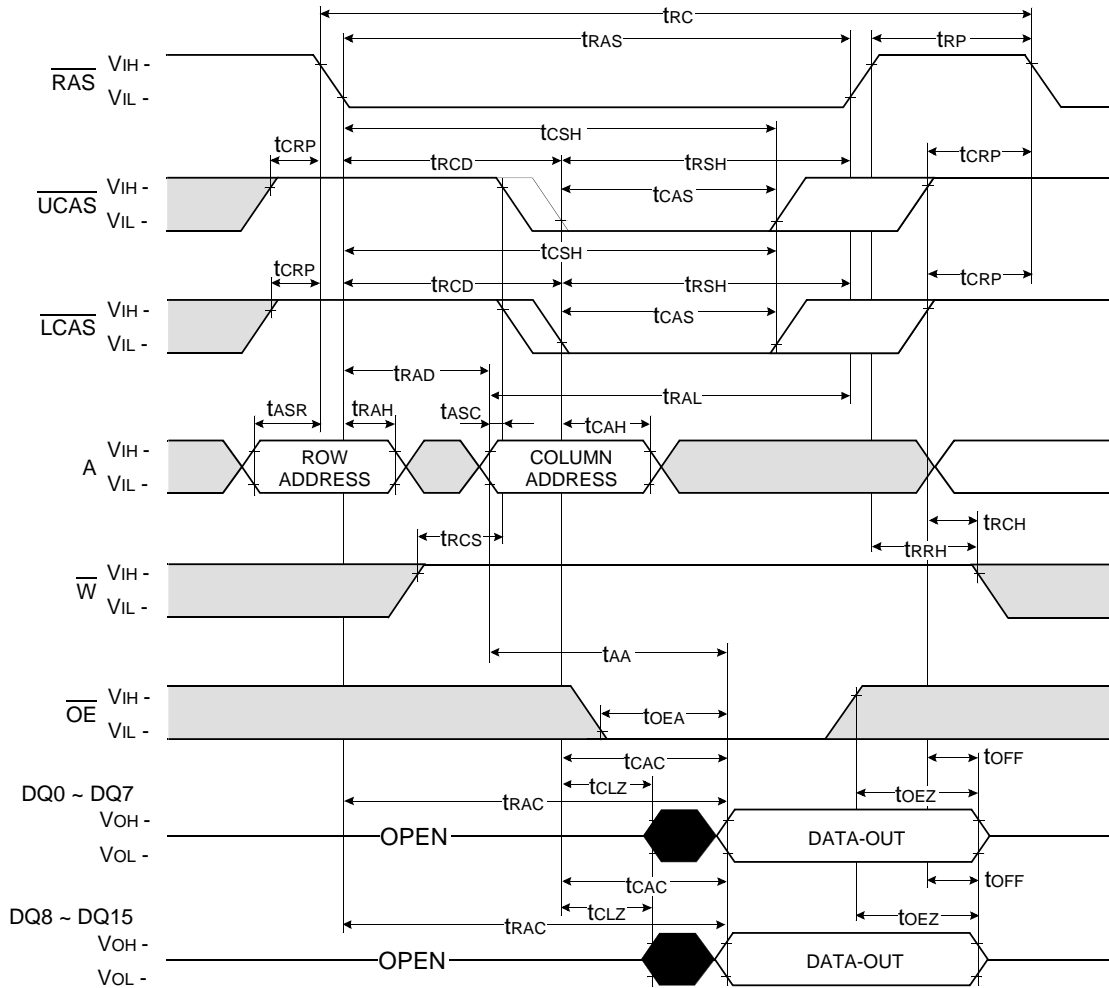 tRC
tRAS
tRP
RAS
VIH -
VIL -
tCSH
tCRP
tRCD
tRSH
tCRP
UCAS
VIH -
VIL -
tCAS
tCSH
tCRP
tRCD
tRSH
tCRP
LCAS
VIH -
VIL -
tCAS
tRAD
tRAL
tASR
tRAH
tASC
tCAH
A
VIH -
VIL -
ROW
ADDRESS
COLUMN
ADDRESS
tRCS
tRCH
tRRH
W
VIH -
VIL -
tAA
OE
VIH -
VIL -
tOEA
tCAC
tOFF
tCLZ
tOEZ
tRAC
DQ0 ~ DQ7
VOH -
VOL -
OPEN
DATA-OUT
tCAC
tOFF
tCLZ
tOEZ
tRAC
DQ8 ~ DQ15
VOH -
VOL -
OPEN
DATA-OUT